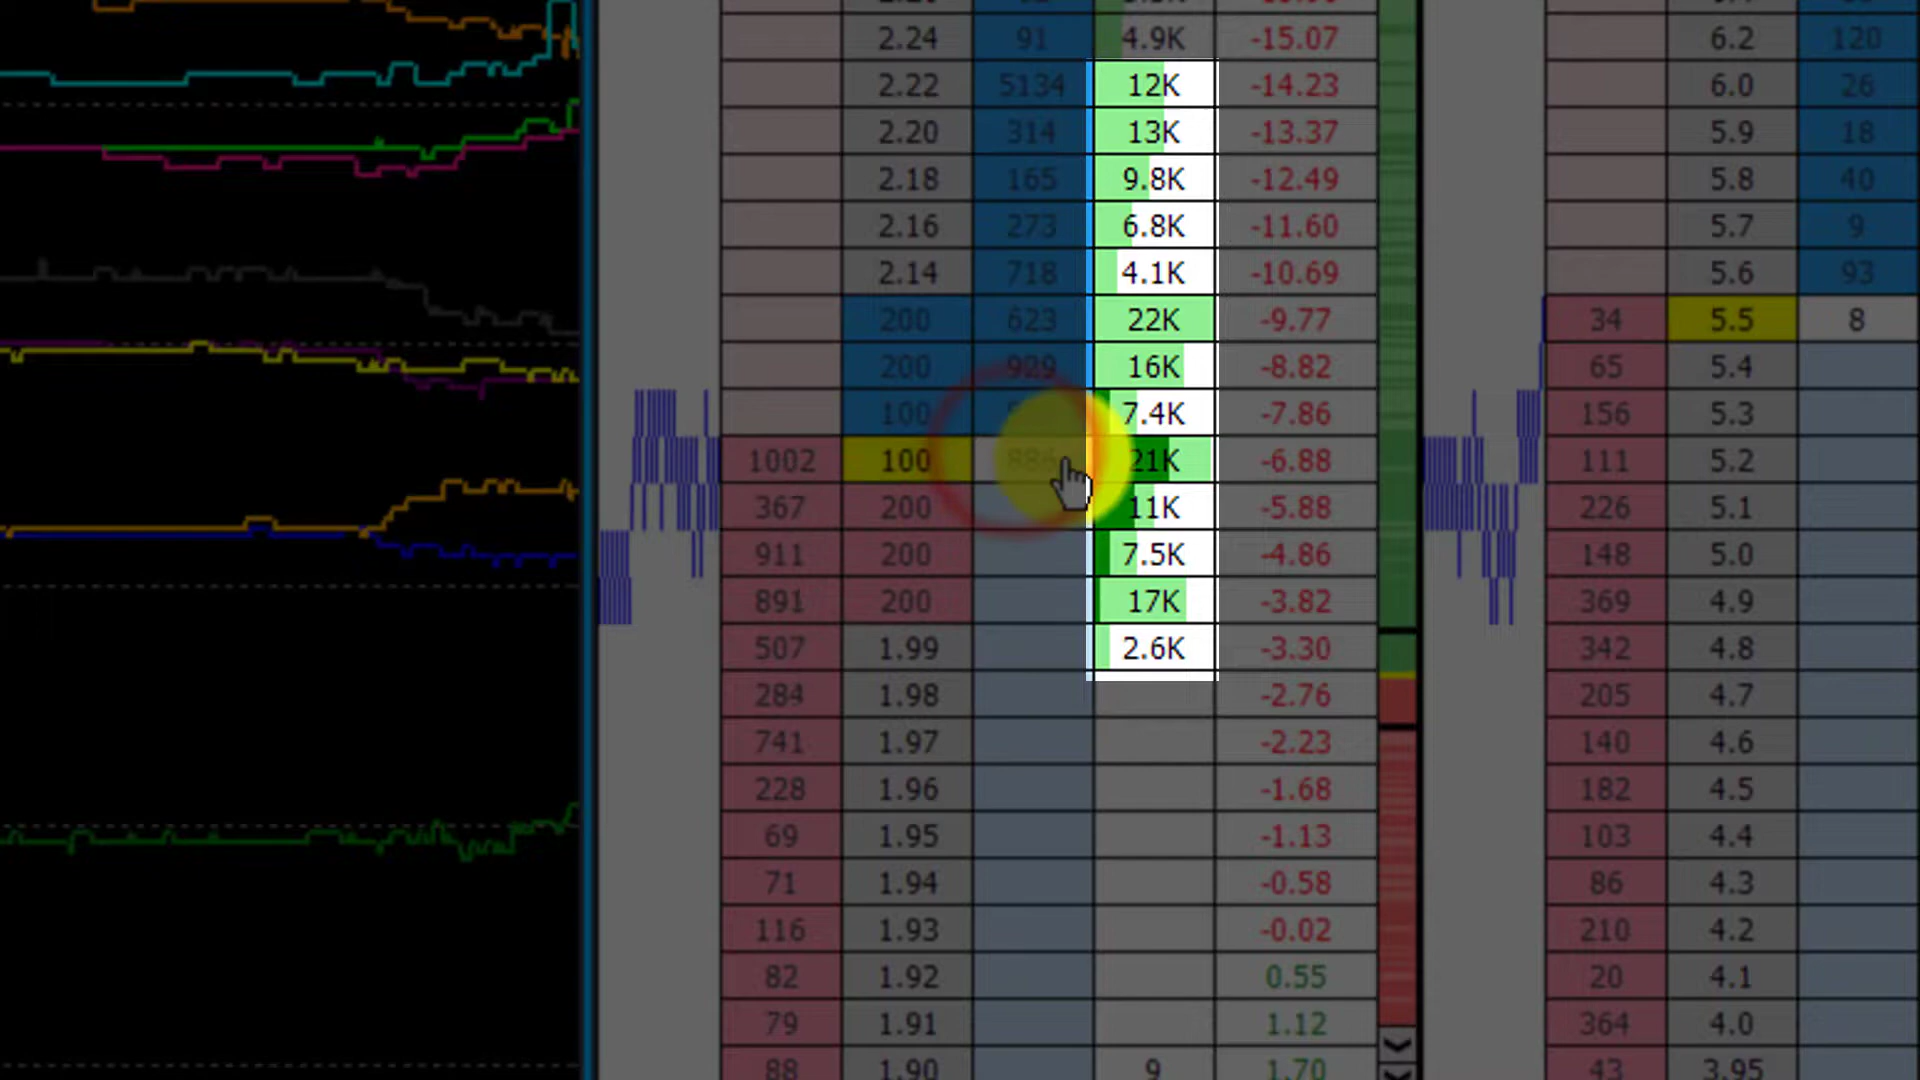 2.24 91 4.9K -15.07 6.2 120
2.22 5134 12K -14.23 6.0 26
2.20 314 13K -13.37 5.9 18
2.18 165 9.8K -12.49 5.8 40
2.16 273 6.8K -11.60 5.7 9
2.14 718 4.1K -10.69 5.6 93
200 623 22K -9.77 34 5.5 8
200 929 16K -8.82 65 5.4
100 7.4K -7.86 156 5.3
1002 100 886 21K -6.88 111 5.2
367 200 11K -5.88 226 5.1
911 200 7.5K -4.86 148 5.0
891 200 17K -3.82 369 4.9
507 1.99 2.6K -3.30 342 4.8
284 1.98 -2.76 205 4.7
741 1.97 -2.23 140 4.6
228 1.96 -1.68 182 4.5
69 1.95 -1.13 103 4.4
71 1.94 -0.58 86 4.3
116 1.93 -0.02 210 4.2
82 1.92 0.55 20 4.1
79 1.91 1.12 364 4.0
88 1.90 9 1.70 43 3.95